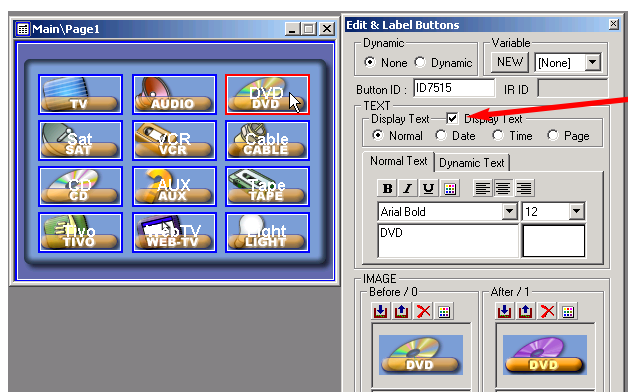 Main\Page1
TV
AUDIO
DVD
DVD
Sat
SAT
VCR
VCR
Cable
CABLE
CD
CD
AUX
AUX
Tape
TAPE
Tivo
TIVO
WebTV
WEB-TV
Light
LIGHT
Edit & Label Buttons
Dynamic
None
Dynamic
Variable
NEW
[None]
Button ID :
ID7515
IR ID
TEXT
Display Text
Display Text
Normal
Date
Time
Page
Normal Text
Dynamic Text
B I U
Arial Bold
12
DVD
IMAGE
Before / 0
After / 1
DVD
DVD